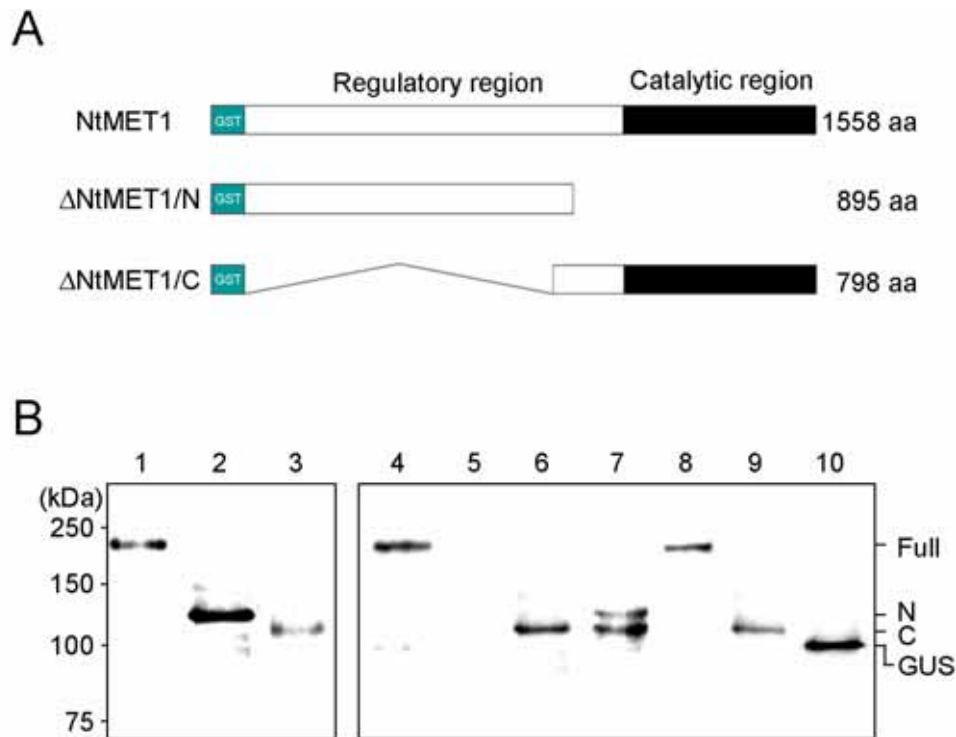 A
Regulatory region Catalytic region
NtMET1 GST 1558 aa
ΔNtMET1/N GST 895 aa
ΔNtMET1/C GST 798 aa
B
1 2 3 4 5 6 7 8 9 10
(kDa)
250
150
100
75
Full
N
C
GUS